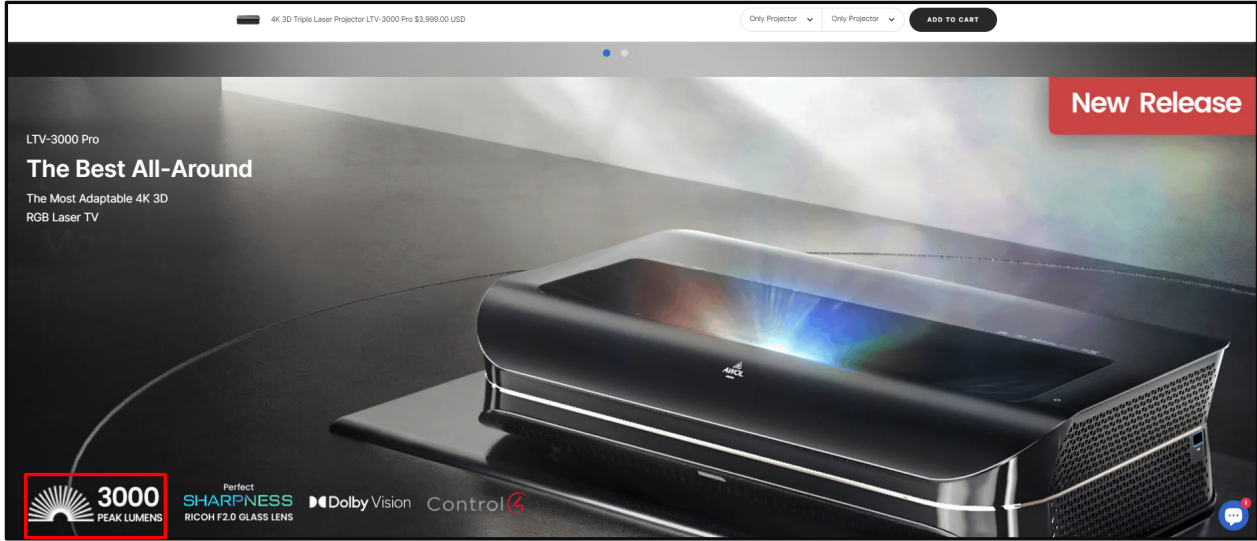 4K 3D Triple Laser Projector LTV-3000 Pro $3,999.00 USD
Only Projector
Only Projector
ADD TO CART
New Release
LTV-3000 Pro
The Best All-Around
The Most Adaptable 4K 3D
RGB Laser TV
AWOL
3000
PEAK LUMENS
Perfect
SHARPNESS
RICOH F2.0 GLASS LENS
Dolby Vision
Control4
1